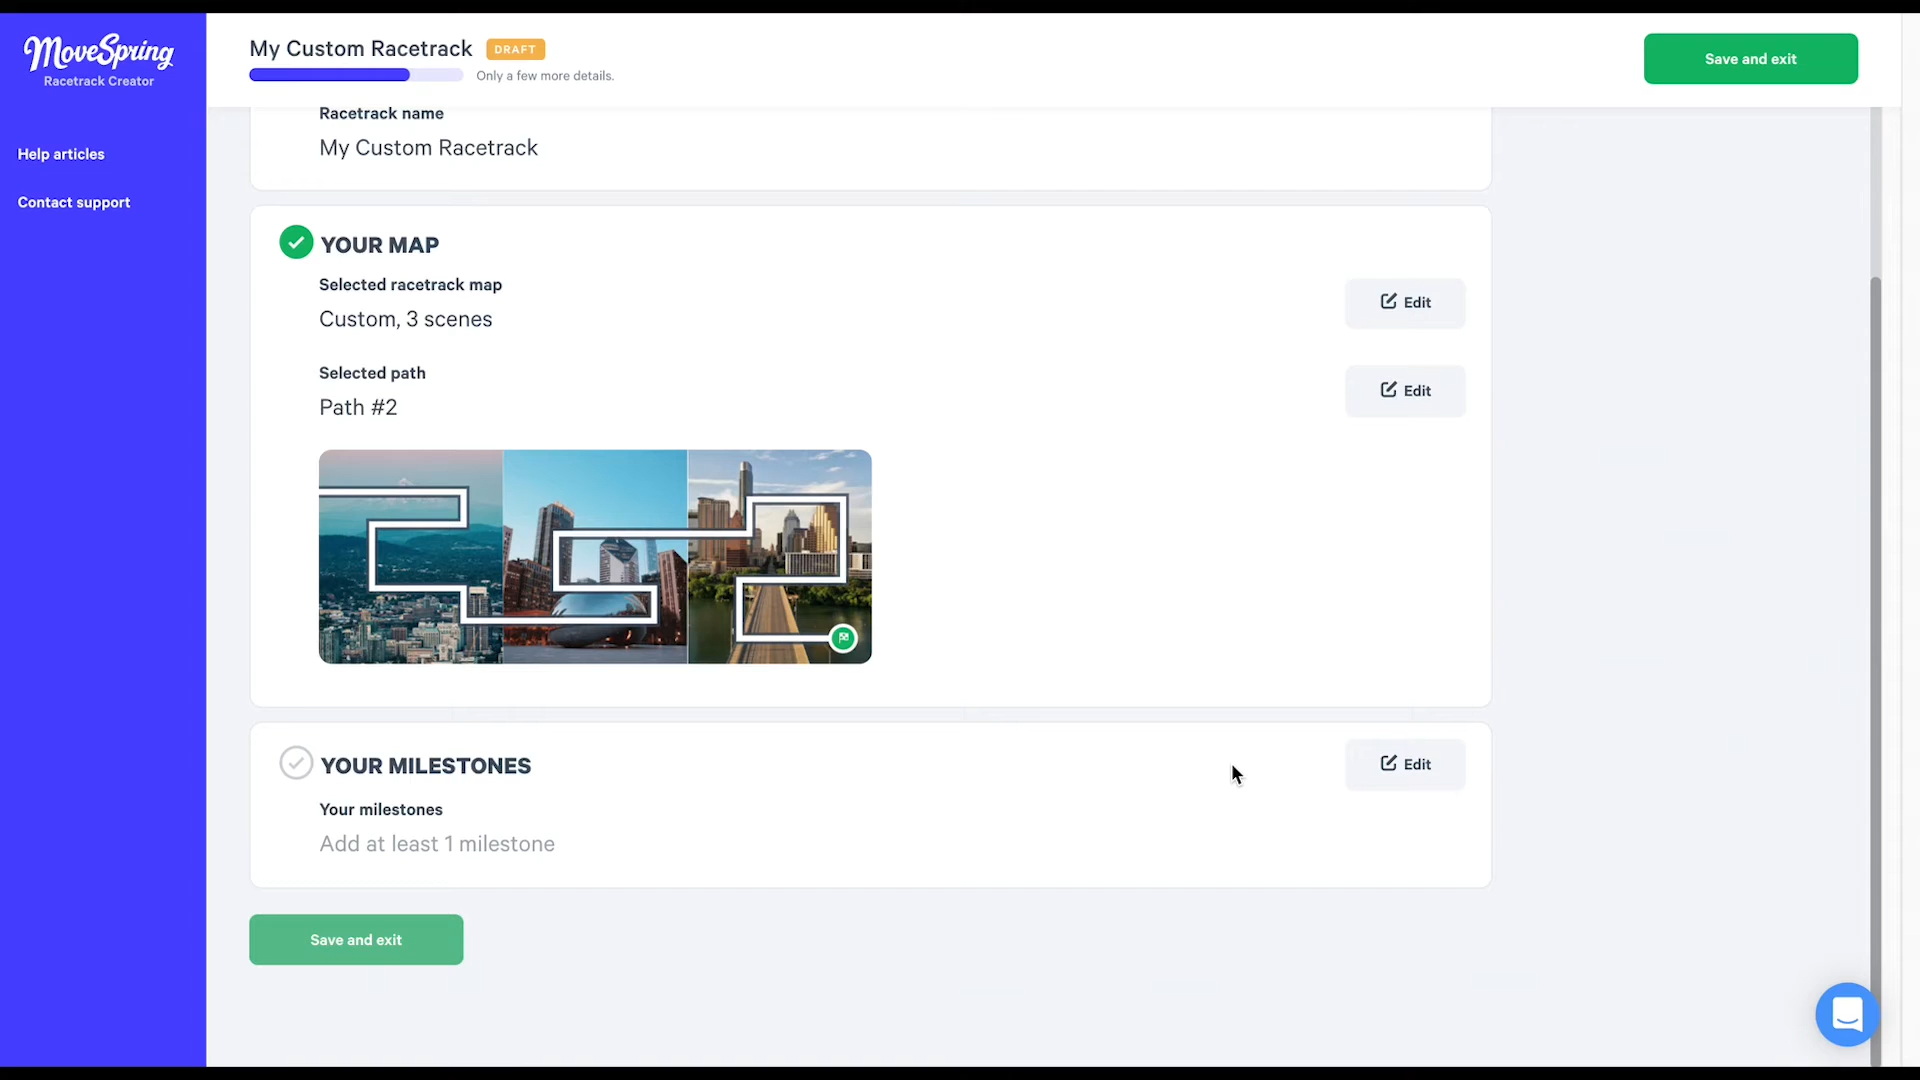 MoveSpring
Racetrack Creator
Help articles
Contact support
My Custom Racetrack
DRAFT
Only a few more details.
Save and exit
Racetrack name
My Custom Racetrack
YOUR MAP
Selected racetrack map
Custom, 3 scenes
Edit
Selected path
Path #2
Edit
YOUR MILESTONES
Edit
Your milestones
Add at least 1 milestone
Save and exit